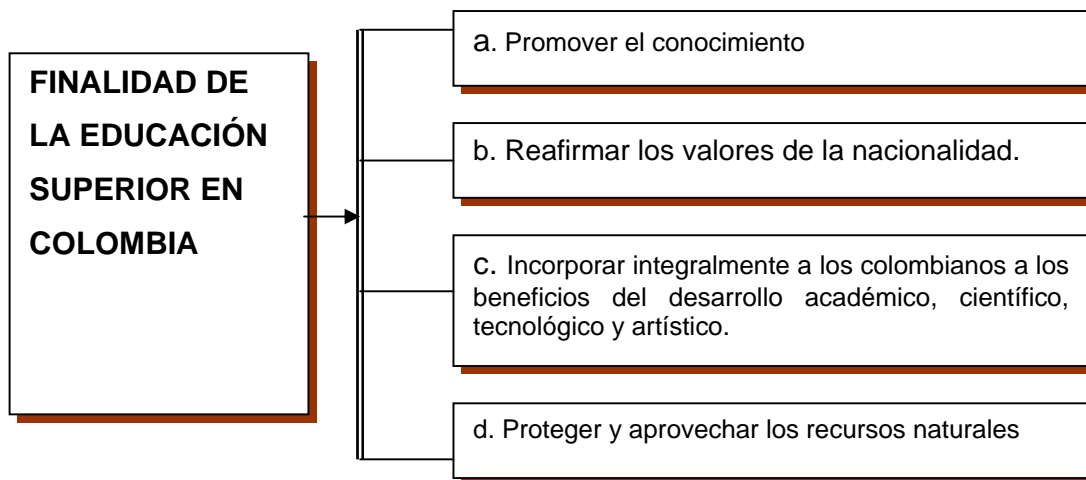 FINALIDAD DE
LA EDUCACIÓN
SUPERIOR EN
COLOMBIA
a. Promover el conocimiento
b. Reafirmar los valores de la nacionalidad.
c. Incorporar integralmente a los colombianos a los
beneficios del desarrollo académico, científico,
tecnológico y artístico.
d. Proteger y aprovechar los recursos naturales